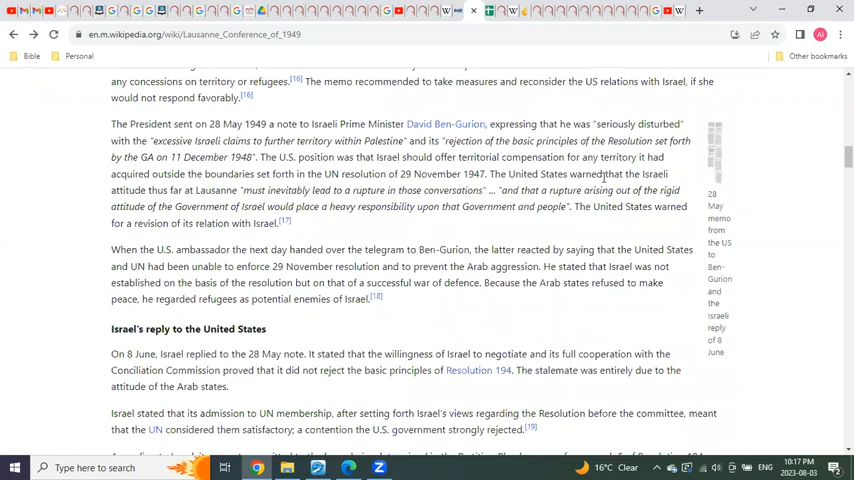 en.m.wikipedia.org/wiki/Lausanne_Conference_of_1949
AI
Bible
Personal
Other bookmarks
any concessions on territory or refugees.[16] The memo recommended to take measures and reconsider the US relations with Israel, if she
would not respond favorably.[16]
The President sent on 28 May 1949 a note to Israeli Prime Minister David Ben-Gurion, expressing that he was "seriously disturbed"
with the "excessive Israeli claims to further territory within Palestine" and its "rejection of the basic principles of the Resolution set forth
by the GA on 11 December 1948". The U.S. position was that Israel should offer territorial compensation for any territory it had
acquired outside the boundaries set forth in the UN resolution of 29 November 1947. The United States warned that the Israeli
attitude thus far at Lausanne "must inevitably lead to a rupture in those conversations" ... "and that a rupture arising out of the rigid
attitude of the Government of Israel would place a heavy responsibility upon that Government and people". The United States warned
for a revision of its relation with Israel.[17]
28
May
memo
from
the US
to
Ben-
Gurion
and
the
Israeli
reply
of 8
June
When the U.S. ambassador the next day handed over the telegram to Ben-Gurion, the latter reacted by saying that the United States
and UN had been unable to enforce 29 November resolution and to prevent the Arab aggression. He stated that Israel was not
established on the basis of the resolution but on that of a successful war of defence. Because the Arab states refused to make
peace, he regarded refugees as potential enemies of Israel.[18]
Israel's reply to the United States
On 8 June, Israel replied to the 28 May note. It stated that the willingness of Israel to negotiate and its full cooperation with the
Conciliation Commission proved that it did not reject the basic principles of Resolution 194. The stalemate was entirely due to the
attitude of the Arab states.
Israel stated that its admission to UN membership, after setting forth Israel's views regarding the Resolution before the committee, meant
that the UN considered them satisfactory; a contention the U.S. government strongly rejected.[19]
Type here to search
16°C Clear
ENG
10:17 PM
2023-08-03
2